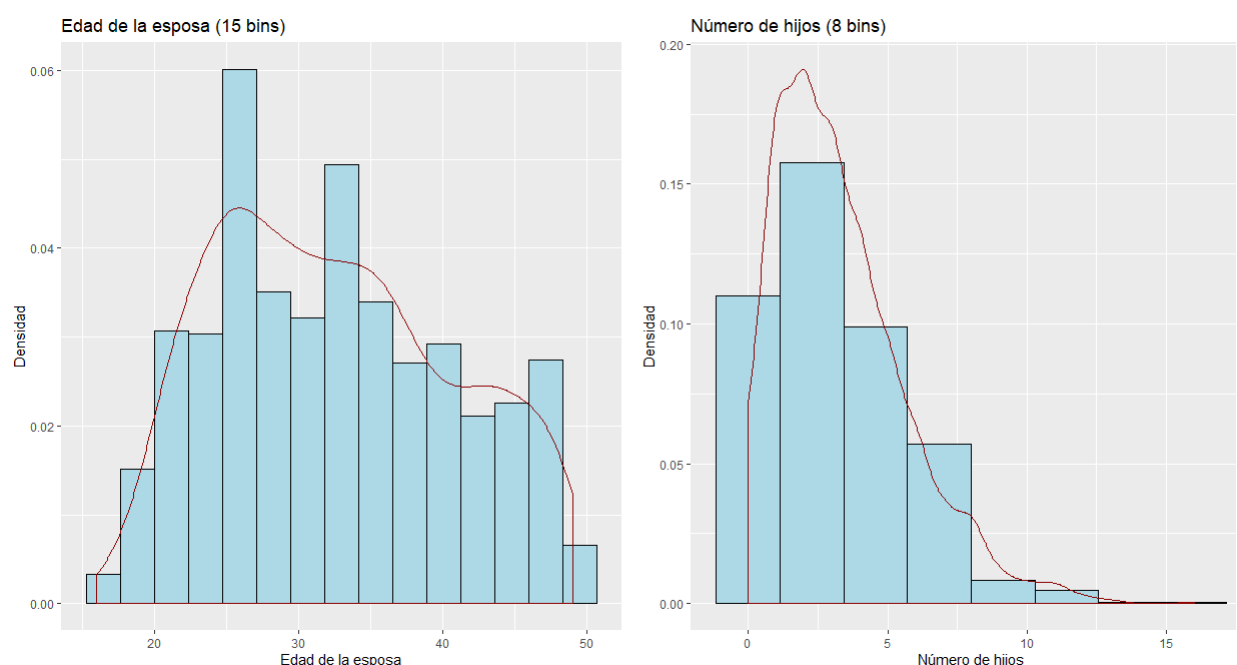 Edad de la esposa (15 bins)
0.06
0.04
0.02
0.00
Densidad
20 30 40 50
Edad de la esposa
Número de hijos (8 bins)
0.20
0.15
0.10
0.05
0.00
Densidad
0 5 10 15
Número de hijos